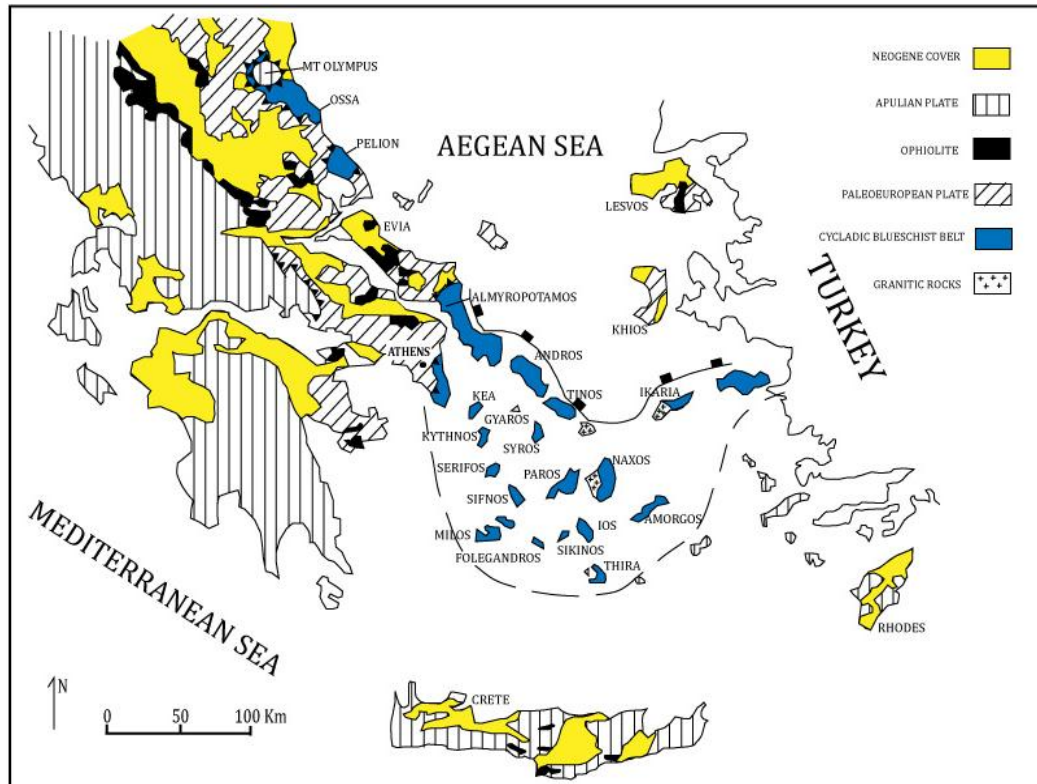 MT OLYMPUS
OSSA
PELION
AEGEAN SEA
LESVOS
EVIA
ALMYROPOTAMOS
KHIOS
TURKEY
ATHENS
ANDROS
TINOS
IKARIA
KEA
GYAROS
KYTHNOS
SYROS
SERIFOS
PAROS
NAXOS
SIFNOS
AMORGOS
MILOS
IOS
FOLEGANDROS
SIKINOS
THIRA
MEDITERRANEAN SEA
RHODES
CRETE
N
0 50 100 Km
NEOGENE COVER
APULIAN PLATE
OPHIOLITE
PALEOEUROPEAN PLATE
CYCLADIC BLUESCHIST BELT
GRANITIC ROCKS